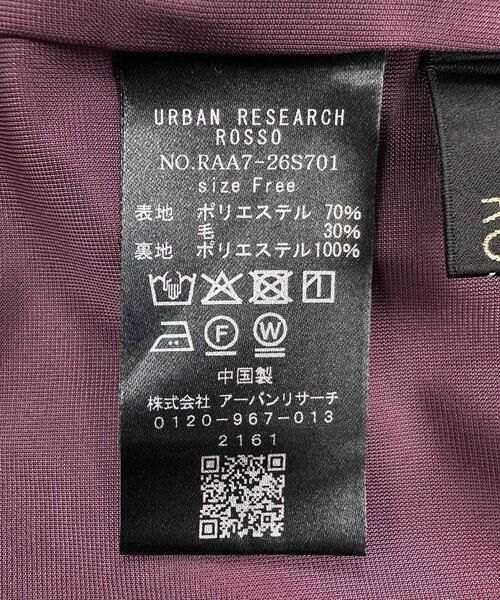 URBAN RESEARCH
ROSSO
NO.RAA7-26S701
size Free
表地 ポリエステル 70%
毛 30%
裏地 ポリエステル100%
F W
中国製
株式会社 アーバンリサーチ
0120-967-013
2161
RO